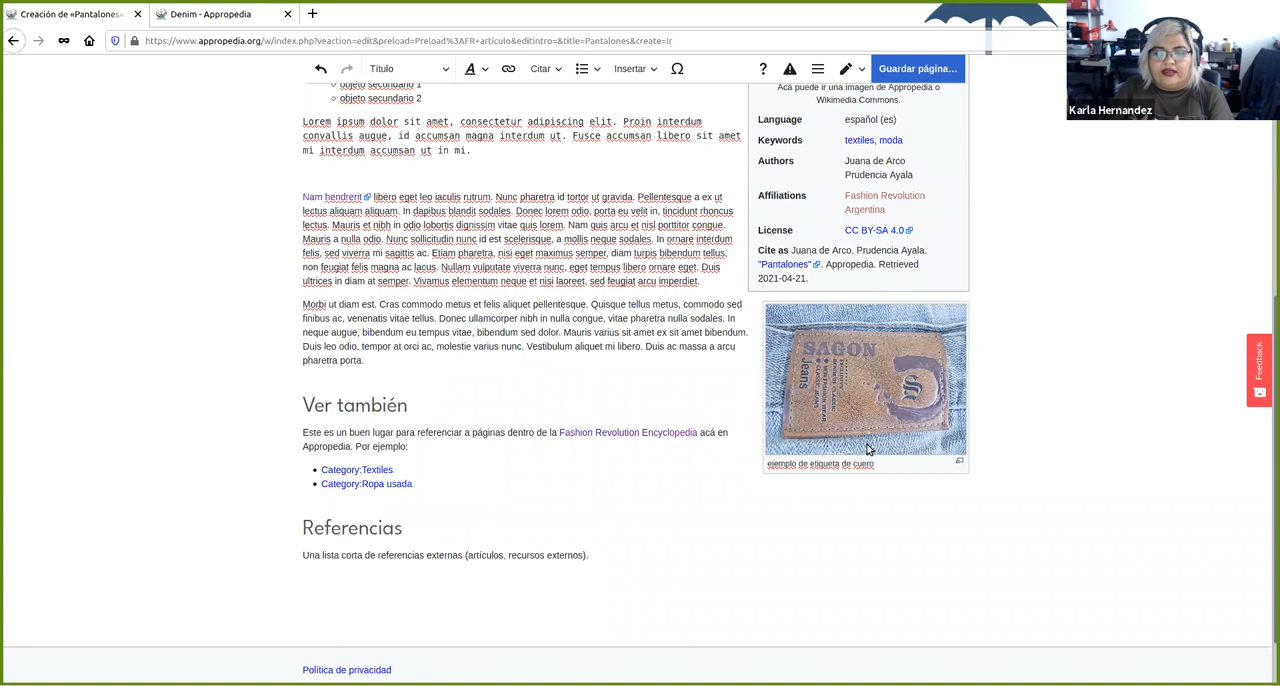 Creación de «Pantalones»
Denim - Appropedia
https://www.appropedia.org/w/index.php?veaction=edit&preload=Preload%3AFR+artículo&editintro=&title=Pantalones&create=Ir
Título
A
Citar
Insertar
Ω
?
Guardar página…
Karla Hernandez
objeto secundario 1
objeto secundario 2
Lorem ipsum dolor sit amet, consectetur adipiscing elit. Proin interdum
convallis augue, id accumsan magna interdum ut. Fusce accumsan libero sit amet
mi interdum accumsan ut in mi.
Nam hendrerit libero eget leo iaculis rutrum. Nunc pharetra id tortor ut gravida. Pellentesque a ex ut
lectus aliquam aliquam. In dapibus blandit sodales. Donec lorem odio, porta eu velit in, tincidunt rhoncus
lectus. Mauris et nibh in odio lobortis dignissim vitae quis lorem. Nam quis arcu et nisl porttitor congue.
Mauris a nulla odio. Nunc sollicitudin nunc id est scelerisque, a mollis neque sodales. In ornare interdum
felis, sed viverra mi sagittis ac. Etiam pharetra, nisi eget maximus semper, diam turpis bibendum tellus,
non feugiat felis magna ac lacus. Nullam vulputate viverra nunc, eget tempus libero ornare eget. Duis
ultrices in diam at semper. Vivamus elementum neque et nisi laoreet, sed feugiat arcu imperdiet.
Morbi ut diam est. Cras commodo metus et felis aliquet pellentesque. Quisque tellus metus, commodo sed
finibus ac, venenatis vitae tellus. Donec ullamcorper nibh in nulla congue, vitae pharetra nulla sodales. In
neque augue, bibendum eu tempus vitae, bibendum sed dolor. Mauris varius sit amet ex sit amet bibendum.
Duis leo odio, tempor at orci ac, molestie varius nunc. Vestibulum aliquet mi libero. Duis ac massa a arcu
pharetra porta.
Ver también
Este es un buen lugar para referenciar a páginas dentro de la Fashion Revolution Encyclopedia acá en
Appropedia. Por ejemplo:
Category:Textiles
Category:Ropa usada
Referencias
Una lista corta de referencias externas (artículos, recursos externos).
Acá puede ir una imagen de Appropedia o
Wikimedia Commons.
Language español (es)
Keywords textiles, moda
Authors Juana de Arco
Prudencia Ayala
Affiliations Fashion Revolution
Argentina
License CC BY-SA 4.0
Cite as Juana de Arco, Prudencia Ayala.
"Pantalones". Appropedia. Retrieved
2021-04-21.
SAGON
Jeans
S
ejemplo de etiqueta de cuero
Feedback
Política de privacidad